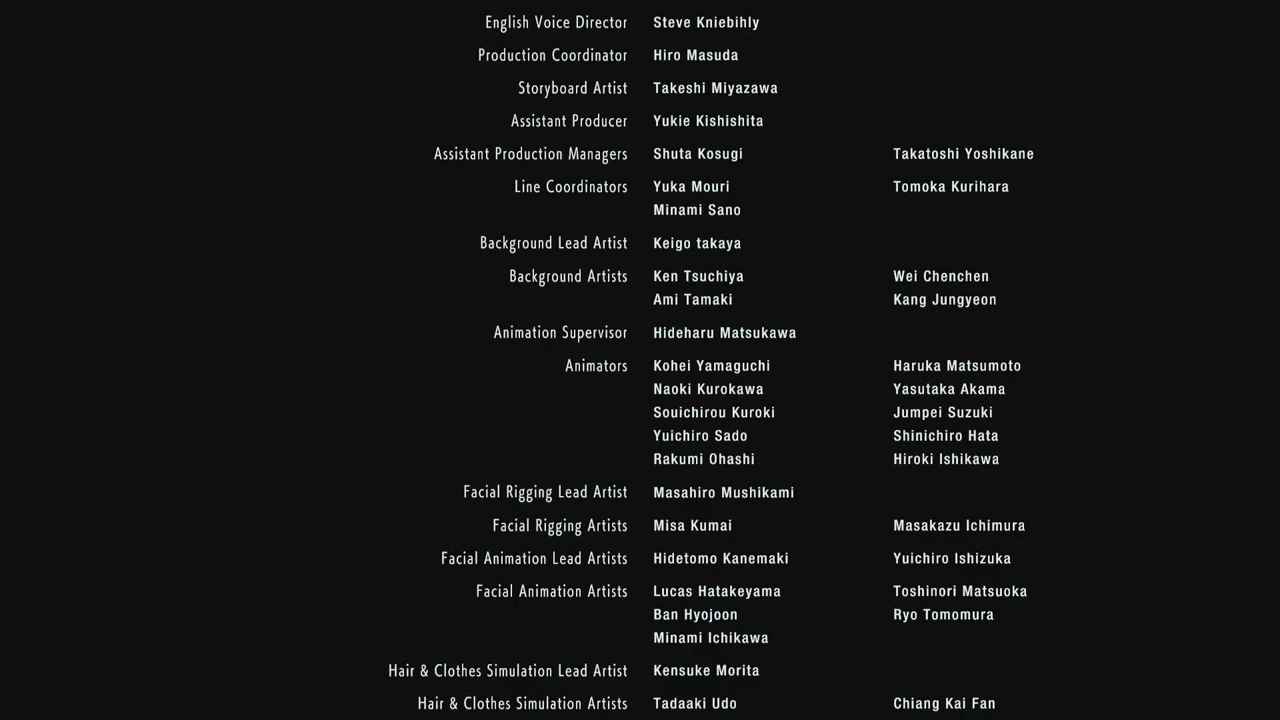 English Voice Director Steve Kniebihly
Production Coordinator Hiro Masuda
Storyboard Artist Takeshi Miyazawa
Assistant Producer Yukie Kishishita
Assistant Production Managers Shuta Kosugi Takatoshi Yoshikane
Line Coordinators Yuka Mouri Tomoka Kurihara
Minami Sano
Background Lead Artist Keigo takaya
Background Artists Ken Tsuchiya Wei Chenchen
Ami Tamaki Kang Jungyeon
Animation Supervisor Hideharu Matsukawa
Animators Kohei Yamaguchi Haruka Matsumoto
Naoki Kurokawa Yasutaka Akama
Souichirou Kuroki Jumpei Suzuki
Yuichiro Sado Shinichiro Hata
Rakumi Ohashi Hiroki Ishikawa
Facial Rigging Lead Artist Masahiro Mushikami
Facial Rigging Artists Misa Kumai Masakazu Ichimura
Facial Animation Lead Artists Hidetomo Kanemaki Yuichiro Ishizuka
Facial Animation Artists Lucas Hatakeyama Toshinori Matsuoka
Ban Hyojoon Ryo Tomomura
Minami Ichikawa
Hair & Clothes Simulation Lead Artist Kensuke Morita
Hair & Clothes Simulation Artists Tadaaki Udo Chiang Kai Fan